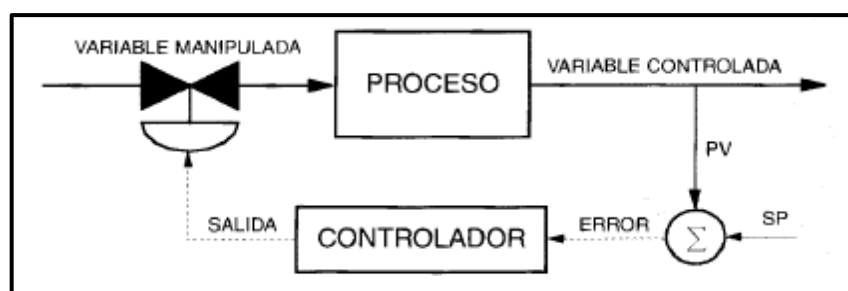 VARIABLE MANIPULADA
PROCESO
VARIABLE CONTROLADA
PV
SALIDA
CONTROLADOR
ERROR
Σ
SP